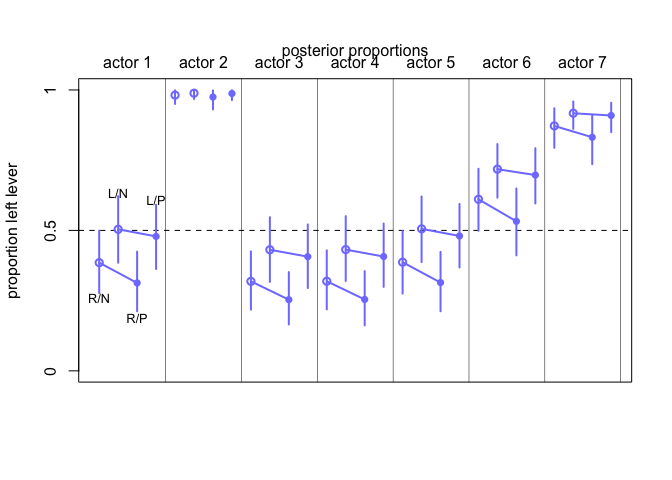 posterior proportions
actor 1 actor 2 actor 3 actor 4 actor 5 actor 6 actor 7
proportion left lever
1
0.5
0
L/N
L/P
R/N
R/P